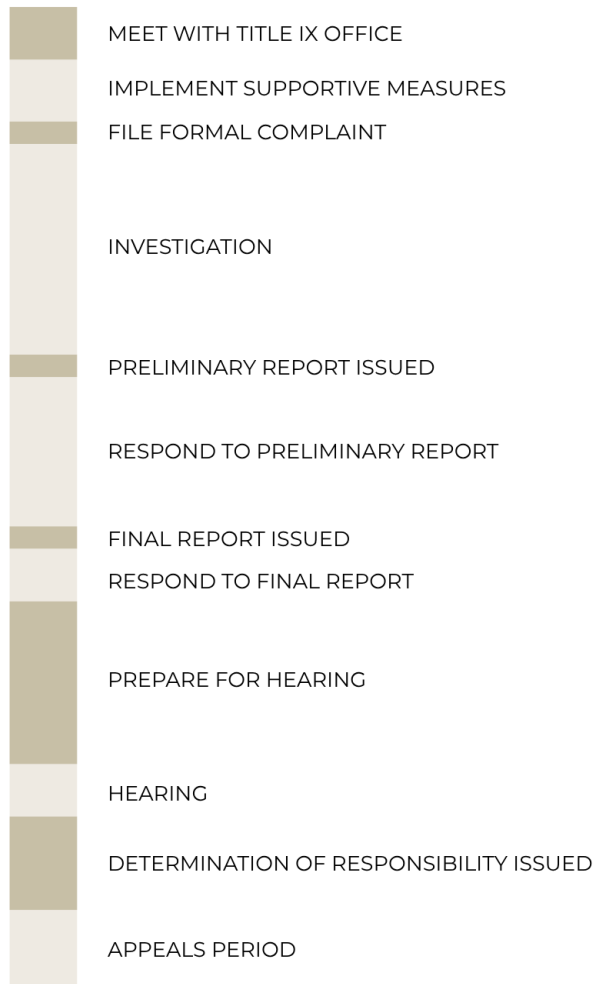 MEET WITH TITLE IX OFFICE
IMPLEMENT SUPPORTIVE MEASURES
FILE FORMAL COMPLAINT
INVESTIGATION
PRELIMINARY REPORT ISSUED
RESPOND TO PRELIMINARY REPORT
FINAL REPORT ISSUED
RESPOND TO FINAL REPORT
PREPARE FOR HEARING
HEARING
DETERMINATION OF RESPONSIBILITY ISSUED
APPEALS PERIOD